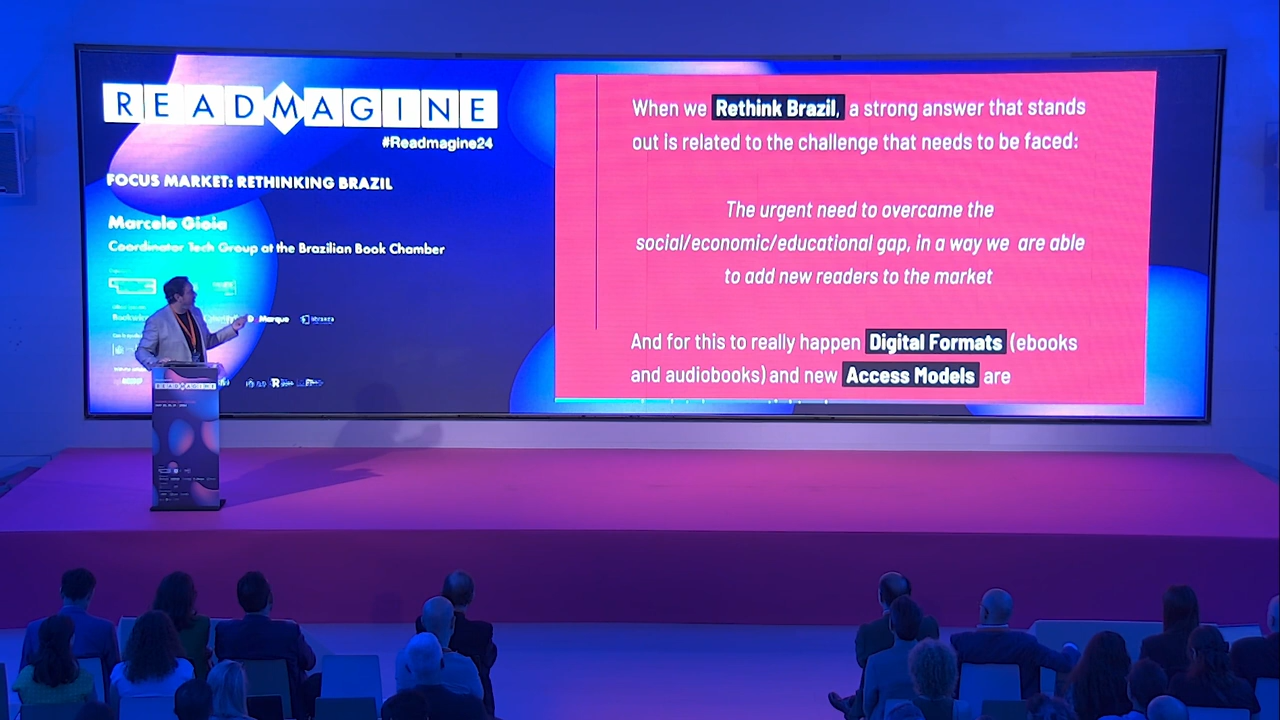 READMAGINE
#Readmagine24
FOCUS MARKET: RETHINKING BRAZIL
Marcelo Gioia
Coordinator Tech Group at the Brazilian Book Chamber
Marque
libranda
READMAGINE
When we Rethink Brazil, a strong answer that stands
out is related to the challenge that needs to be faced:
The urgent need to overcame the
social/economic/educational gap, in a way we are able
to add new readers to the market
And for this to really happen Digital Formats (ebooks
and audiobooks) and new Access Models are